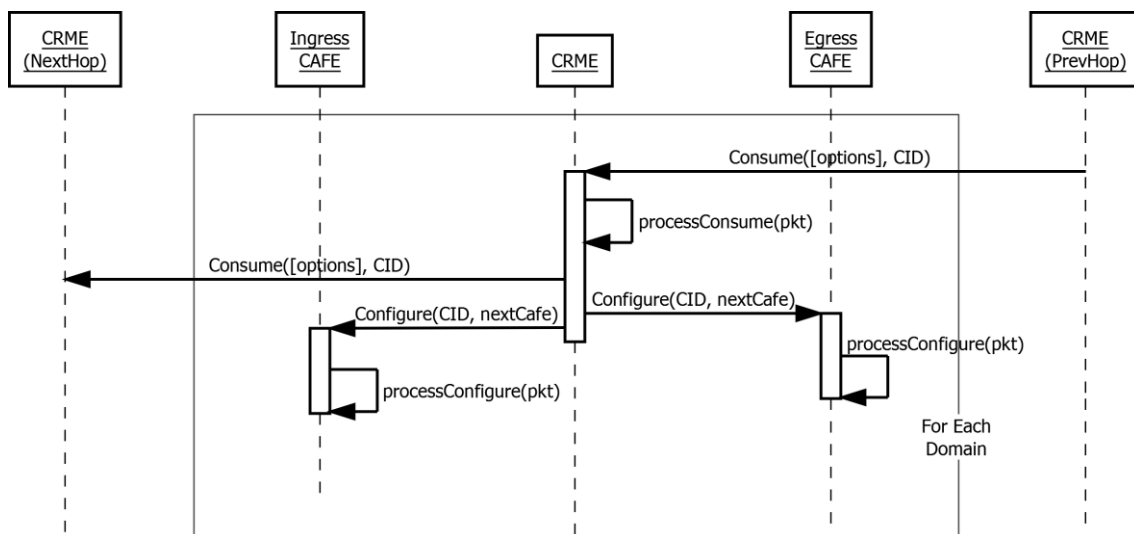 CRME
(NextHop)
Ingress
CAFE
CRME
Egress
CAFE
CRME
(PrevHop)
Consume([options], CID)
processConsume(pkt)
Consume([options], CID)
Configure(CID, nextCafe)
Configure(CID, nextCafe)
processConfigure(pkt)
processConfigure(pkt)
For Each
Domain